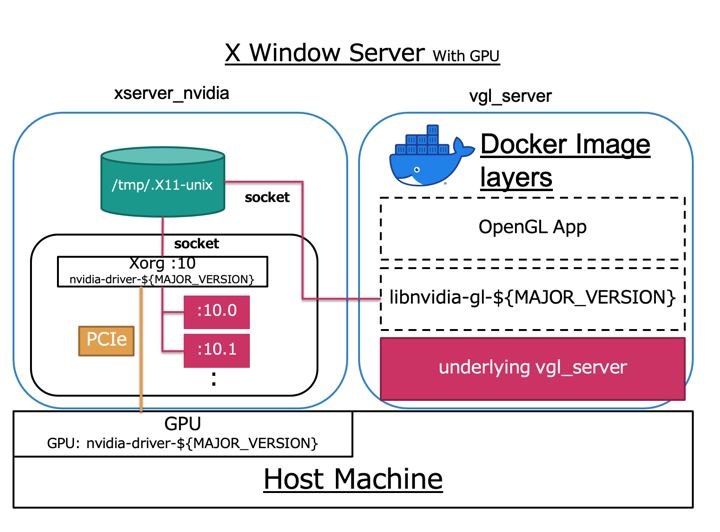 X Window Server With GPU
xserver_nvidia
vgl_server
/tmp/.X11-unix
socket
socket
Xorg :10
nvidia-driver-${MAJOR_VERSION}
:10.0
:10.1
:
PCIe
Docker Image
layers
OpenGL App
libnvidia-gl-${MAJOR_VERSION}
underlying vgl_server
GPU
GPU: nvidia-driver-${MAJOR_VERSION}
Host Machine